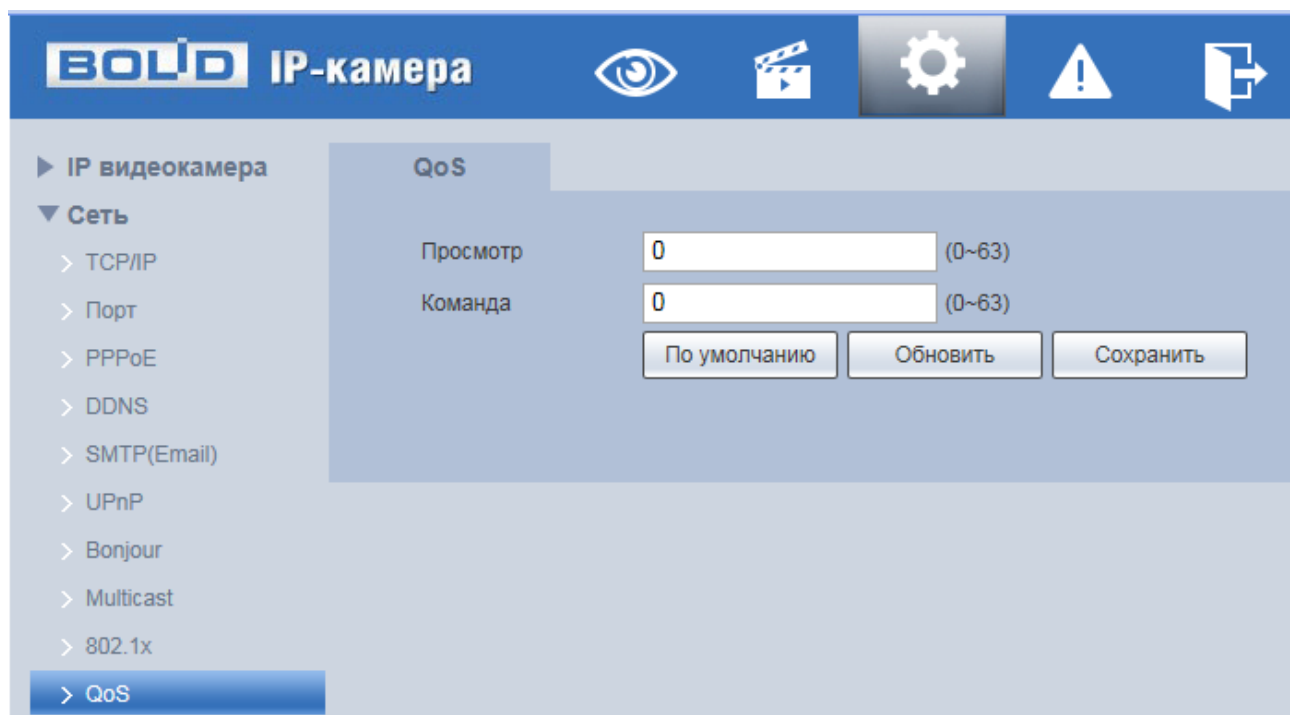 BOLID IP-камера
IP видеокамера
Сеть
TCP/IP
Порт
PPPoE
DDNS
SMTP(Email)
UPnP
Bonjour
Multicast
802.1x
QoS
QoS
Просмотр 0 (0~63)
Команда 0 (0~63)
По умолчанию Обновить Сохранить